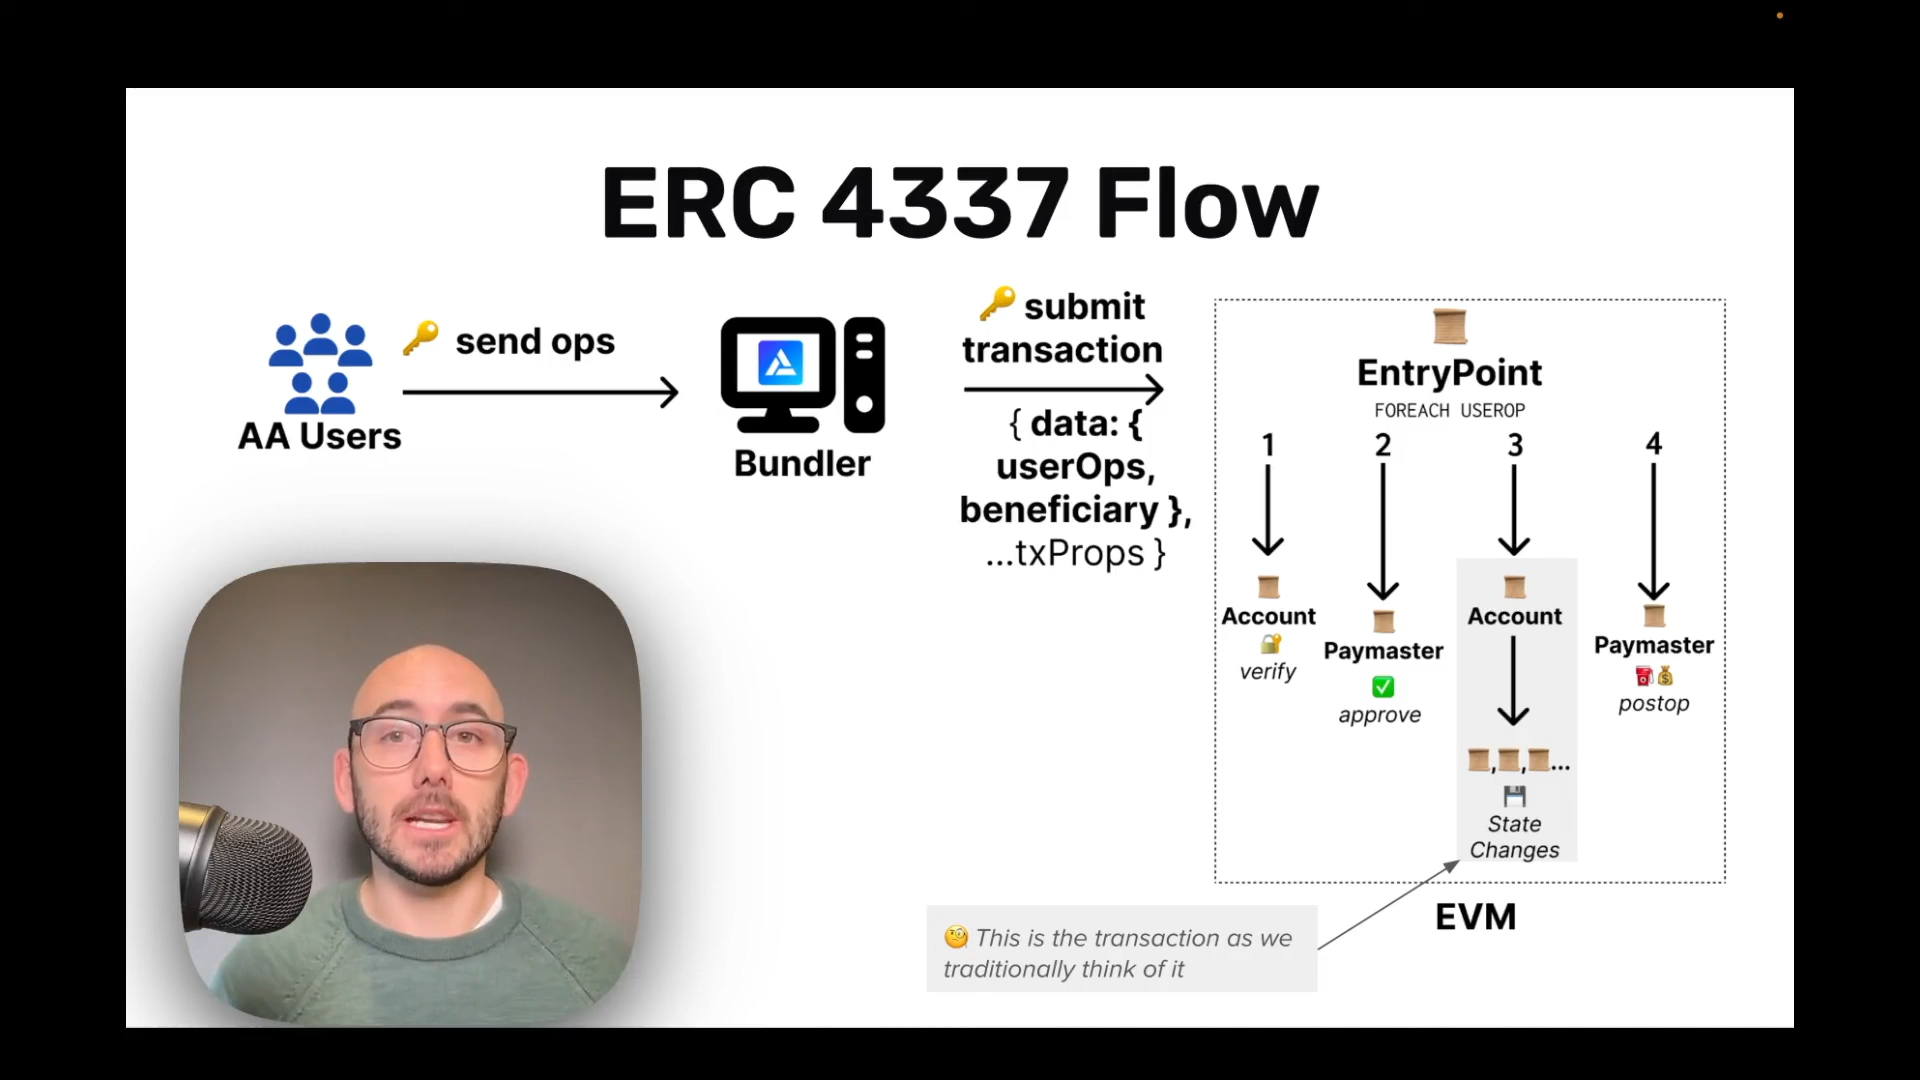 ERC 4337 Flow
send ops
AA Users
Bundler
submit
transaction
{ data: {
userOps,
beneficiary },
...txProps }
EntryPoint
FOREACH USEROP
1
2
3
4
Account
verify
Paymaster
approve
Account
, , ...
State
Changes
Paymaster
postop
EVM
This is the transaction as we
traditionally think of it